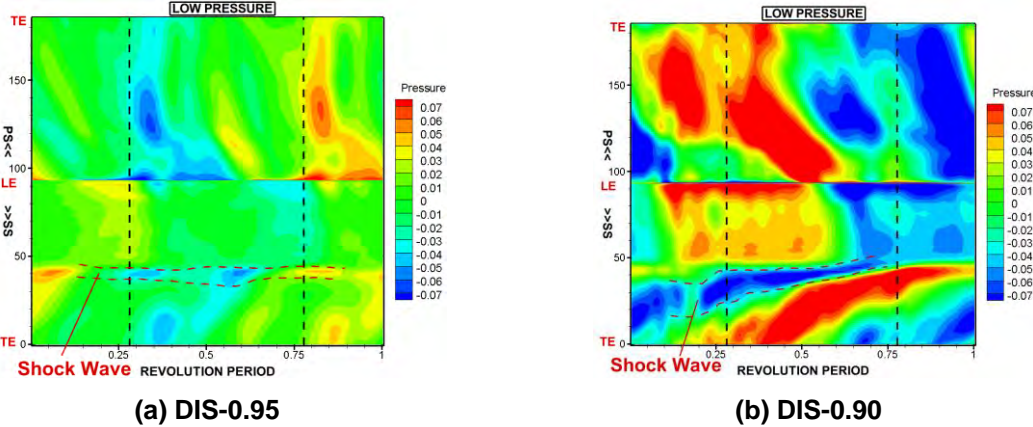 LOW PRESSURE
TE
150
PS<<
100
LE
>>SS
50
TE
0
0.25
0.5
0.75
1
Shock Wave REVOLUTION PERIOD
Pressure
0.07
0.06
0.05
0.04
0.03
0.02
0.01
0
-0.01
-0.02
-0.03
-0.04
-0.05
-0.06
-0.07
(a) DIS-0.95
LOW PRESSURE
TE
150
PS<<
100
LE
>>SS
50
TE
0
0.25
0.5
0.75
1
Shock Wave REVOLUTION PERIOD
Pressure
0.07
0.06
0.05
0.04
0.03
0.02
0.01
0
-0.01
-0.02
-0.03
-0.04
-0.05
-0.06
-0.07
(b) DIS-0.90